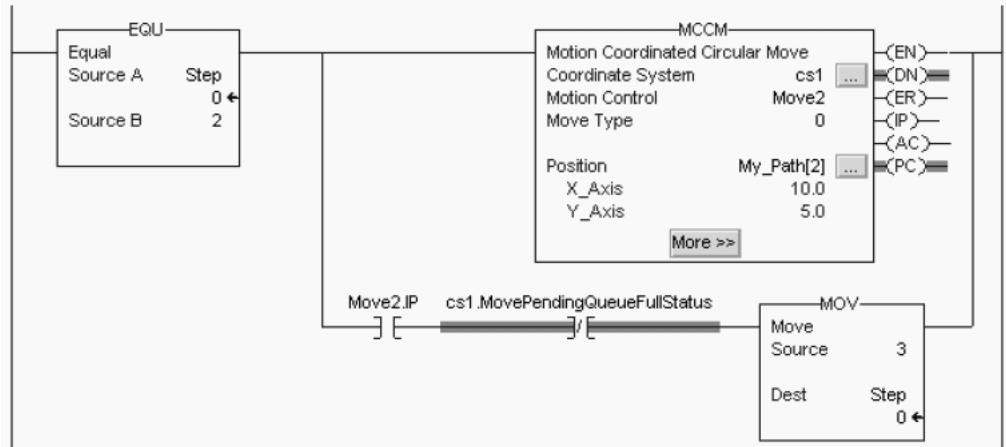 EQU
Equal
Source A Step
0
Source B 2
MCCM
Motion Coordinated Circular Move
Coordinate System cs1 ...
Motion Control Move2
Move Type 0
Position My_Path[2] ...
X_Axis 10.0
Y_Axis 5.0
More >>
(EN)
(DN)
(ER)
(IP)
(AC)
(PC)
Move2.IP cs1.MovePendingQueueFullStatus
MOV
Move
Source 3
Dest Step
0